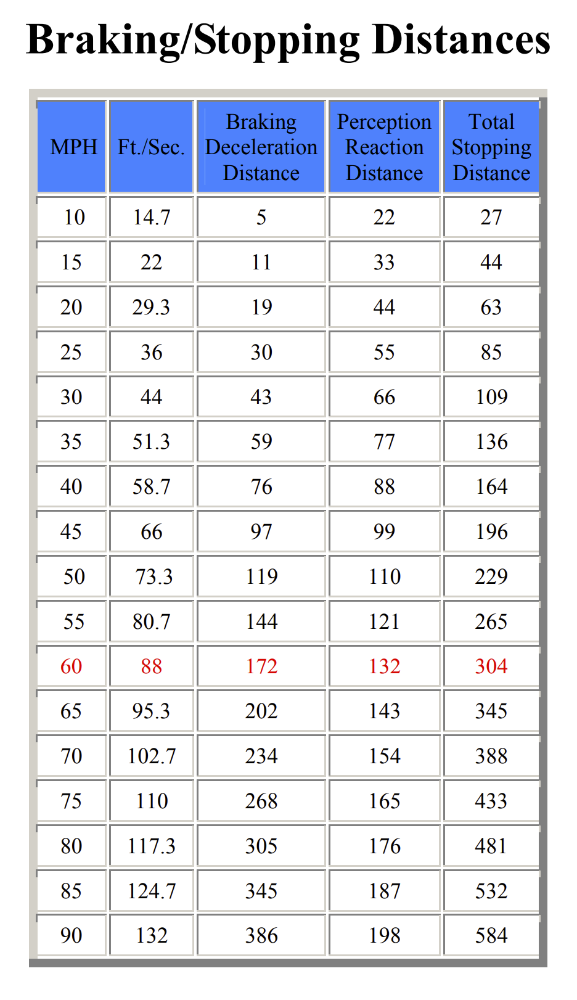 Braking/Stopping Distances
MPH Ft./Sec. Braking Deceleration Distance Perception Reaction Distance Total Stopping Distance
10 14.7 5 22 27
15 22 11 33 44
20 29.3 19 44 63
25 36 30 55 85
30 44 43 66 109
35 51.3 59 77 136
40 58.7 76 88 164
45 66 97 99 196
50 73.3 119 110 229
55 80.7 144 121 265
60 88 172 132 304
65 95.3 202 143 345
70 102.7 234 154 388
75 110 268 165 433
80 117.3 305 176 481
85 124.7 345 187 532
90 132 386 198 584